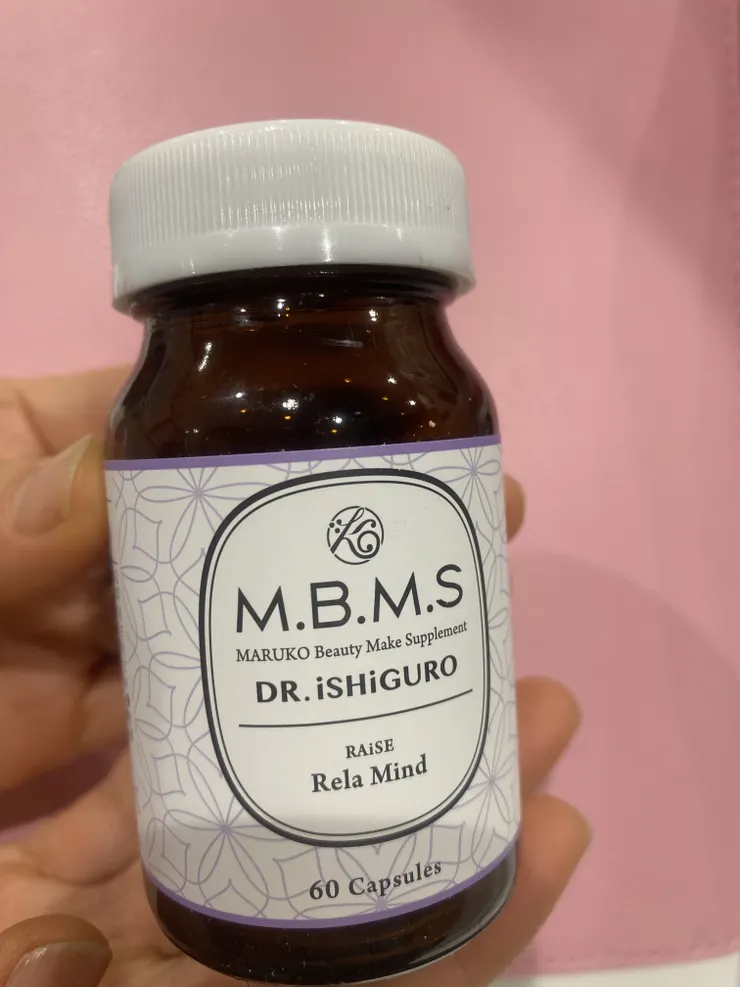 M.B.M.S
MARUKO Beauty Make Supplement
DR. iSHiGURO
RAiSE
Rela Mind
60 Capsules